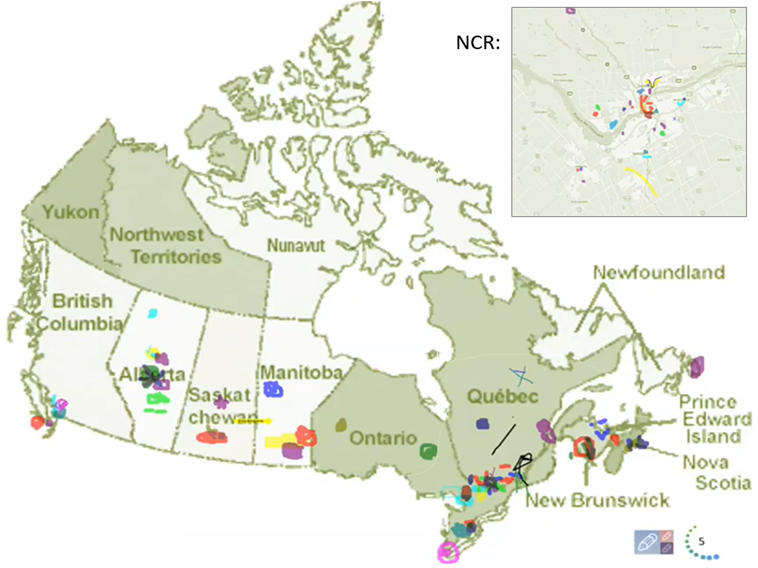 NCR:
Yukon
Northwest
Territories
Nunavut
British
Columbia
Alberta
Saskat
chewan
Manitoba
Ontario
Québec
Newfoundland
Prince
Edward
Island
Nova
Scotia
New Brunswick
5